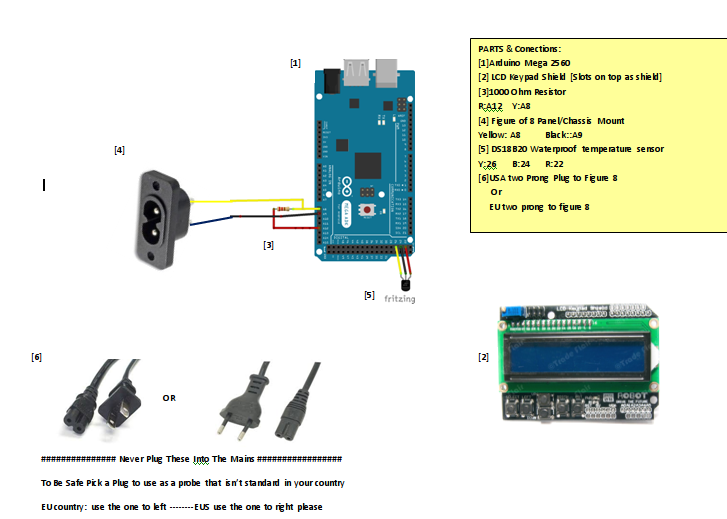 [1]
PARTS & Conections:
[1]Arduino Mega 2560
[2] LCD Keypad Shield [Slots on top as shield]
[3]1000 Ohm Resistor
R:A12 Y:A8
[4] Figure of 8 Panel/Chassis Mount
Yellow: A8 Black::A9
[5] DS18B20 Waterproof temperature sensor
Y:26 B:24 R:22
[6]USA two Prong Plug to Figure 8
Or
EU two prong to figure 8
[4]
[3]
[5]
fritzing
[6]
OR
[2]
LCD Keypad Shield
ROBOT
############### Never Plug These Into The Mains #################
To Be Safe Pick a Plug to use as a probe that isn't standard in your country
EU country: use the one to left --------EUS use the one to right please